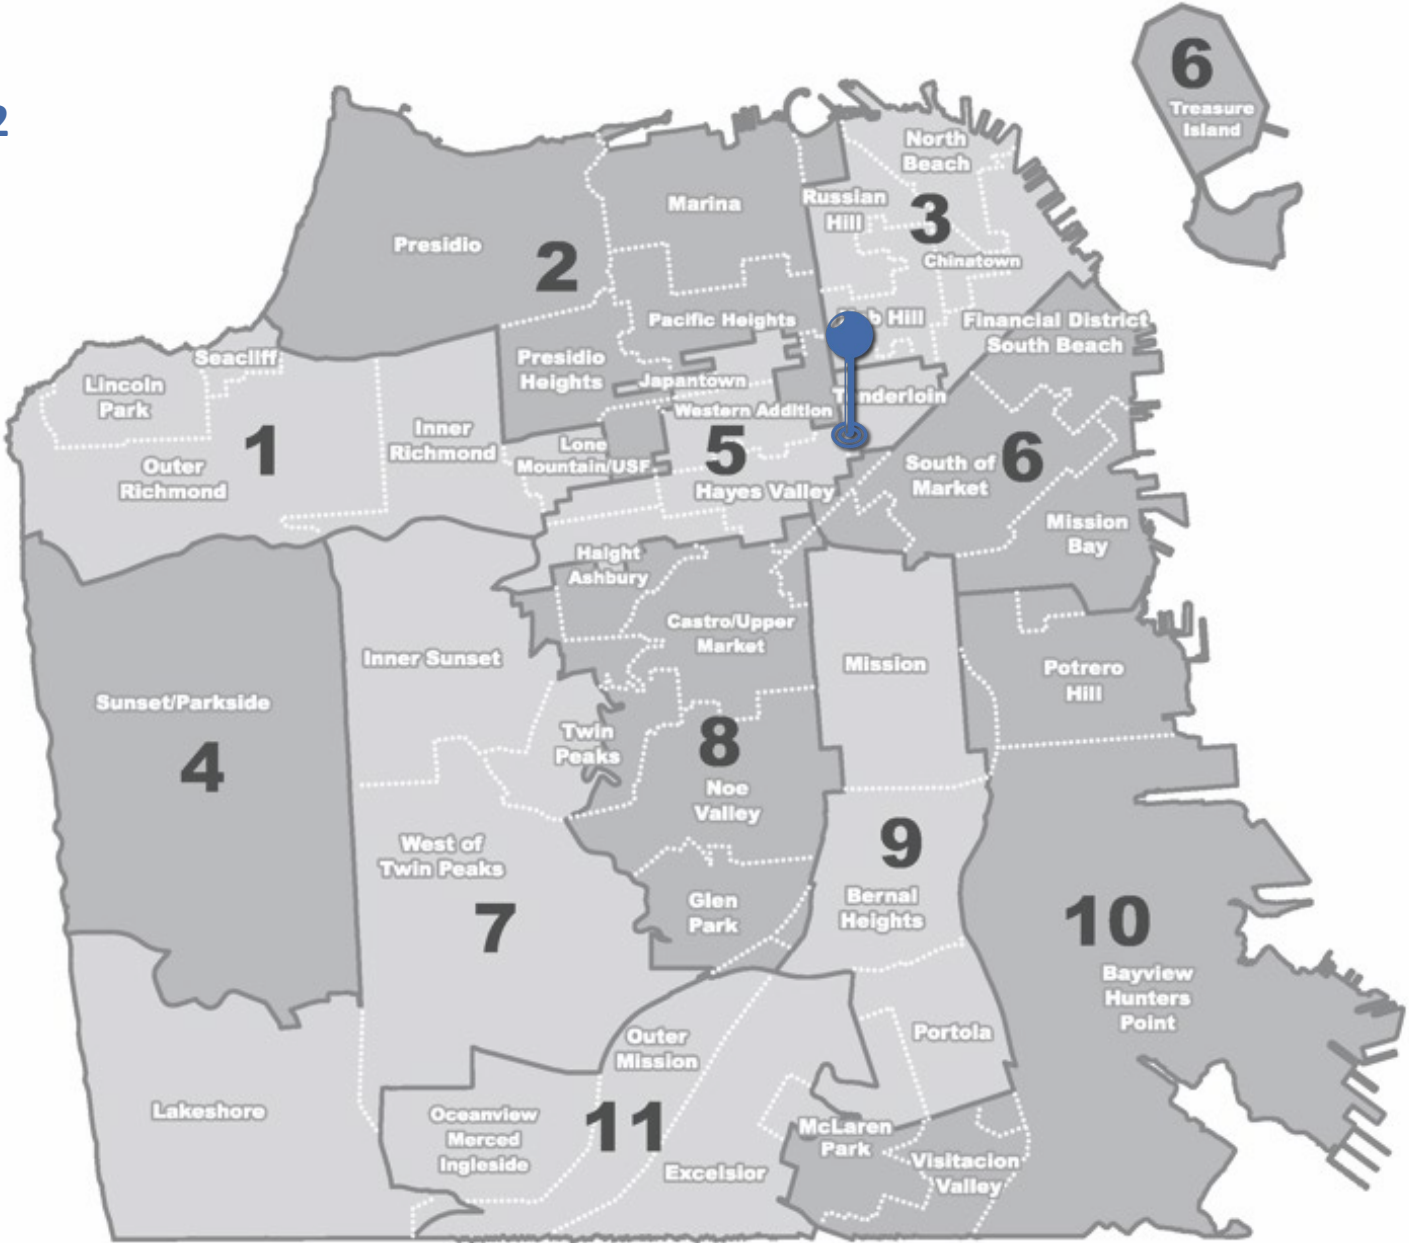 2
6
Treasure
Island
North
Beach
Marina
Russian
Hill
3
Presidio
2
Chinatown
Hill
Pacific Heights
Financial District
South Beach
Seacliff
Presidio
Heights
Lincoln
Park
Japantown
Western Addition
Inner
Richmond
1
Lone
Mountain/USF
5
Outer
Richmond
Hayes Valley
South of
Market
6
Mission
Bay
Haight
Ashbury
Castro/Upper
Market
Inner Sunset
Mission
Potrero
Hill
Sunset/Parkside
4
Twin
Peaks
8
Noe
Valley
West of
Twin Peaks
7
9
Bernal
Heights
Glen
Park
10
Bayview
Hunters
Point
Outer
Mission
Portola
Lakeshore
Oceanview
Merced
Ingleside
11
Excelsior
McLaren
Park
Visitacion
Valley